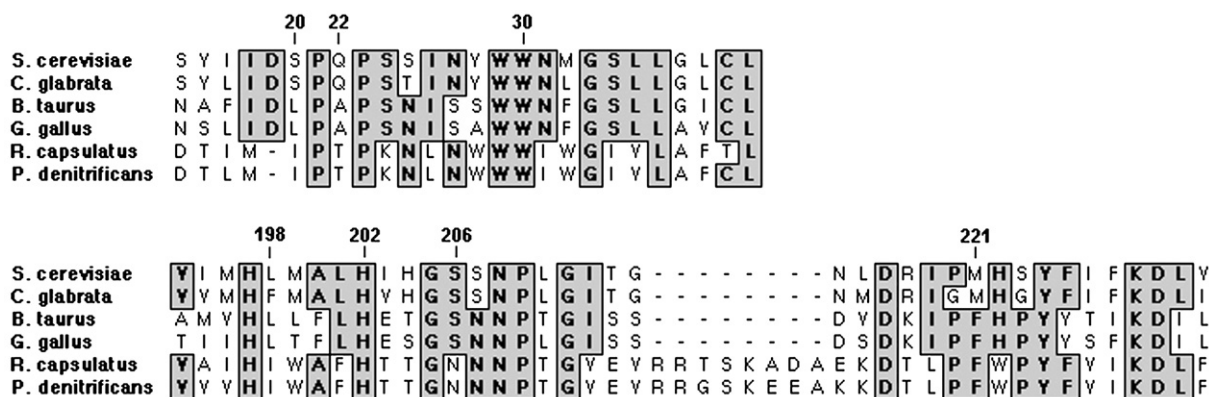 20 22 30
S. cerevisiae S Y I I D S P Q P S S I N Y W W N M G S L L G L C L
C. glabrata S Y L I D S P Q P S T I N Y W W N L G S L L G L C L
B. taurus N A F I D L P A P S N I S S W W N F G S L L G I C L
G. gallus N S L I D L P A P S N I S A W W N F G S L L A V C L
R. capsulatus D T I M - I P T P K N L N W W W I W G I V L A F T L
P. denitrificans D T L M - I P T P K N L N W W W I W G I V L A F C L
198 202 206 221
S. cerevisiae Y I M H L M A L H I H G S S N P L G I T G - - - - - - - - N L D R I P M H S Y F I F K D L V
C. glabrata Y V M H F M A L H V H G S S N P L G I T G - - - - - - - - N M D R I G M H G Y F I F K D L I
B. taurus A M V H L L F L H E T G S N N P T G I S S - - - - - - - - D V D K I P F H P Y Y T I K D I L
G. gallus T I I H L T F L H E S G S N N P L G I S S - - - - - - - - D S D K I P F H P Y Y S F K D I L
R. capsulatus Y A I H I W A F H T T G N N N P T G V E V R R T S K A D A E K D T L P F W P Y F V I K D L F
P. denitrificans Y V V H I W A F H T T G N N N P T G V E V R R G S K E E A K K D T L P F W P Y F V I K D L F